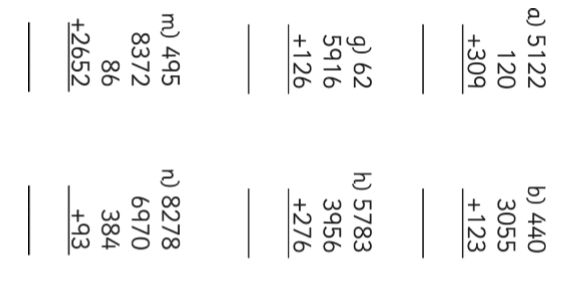 a) 5122
120
+309
b) 440
3055
+123
g) 62
5916
+126
h) 5783
3956
+276
m) 495
8372
86
+2652
n) 8278
6970
384
+93